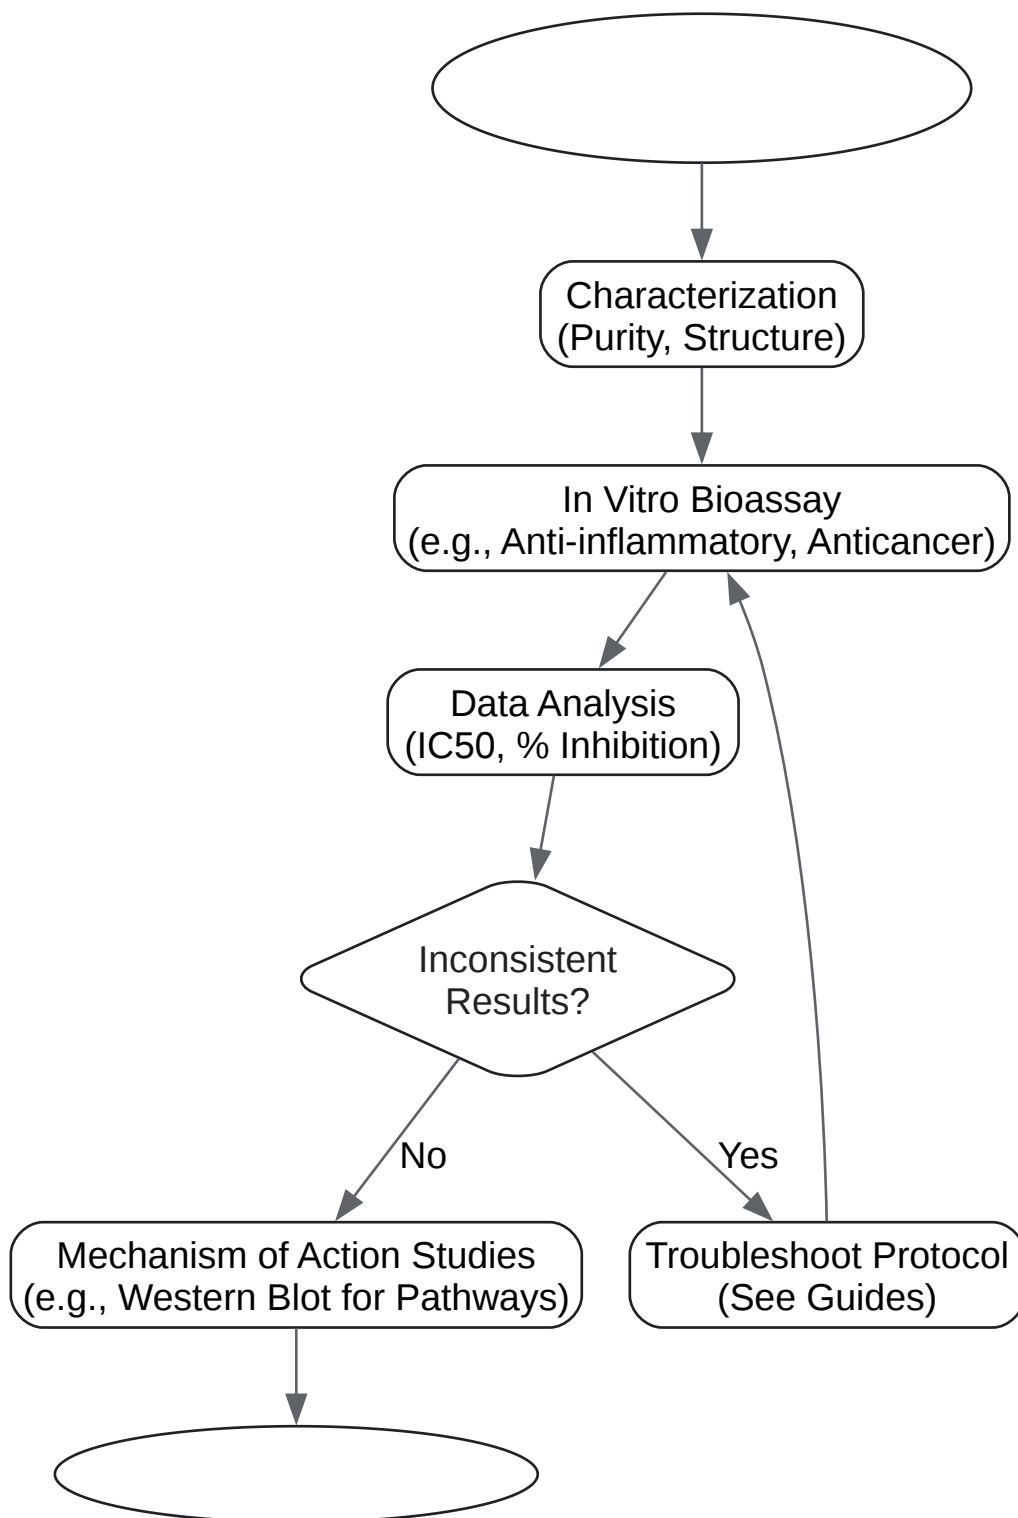 Characterization
(Purity, Structure)
In Vitro Bioassay
(e.g., Anti-inflammatory, Anticancer)
Data Analysis
(IC50, % Inhibition)
Inconsistent
Results?
No
Yes
Mechanism of Action Studies
(e.g., Western Blot for Pathways)
Troubleshoot Protocol
(See Guides)